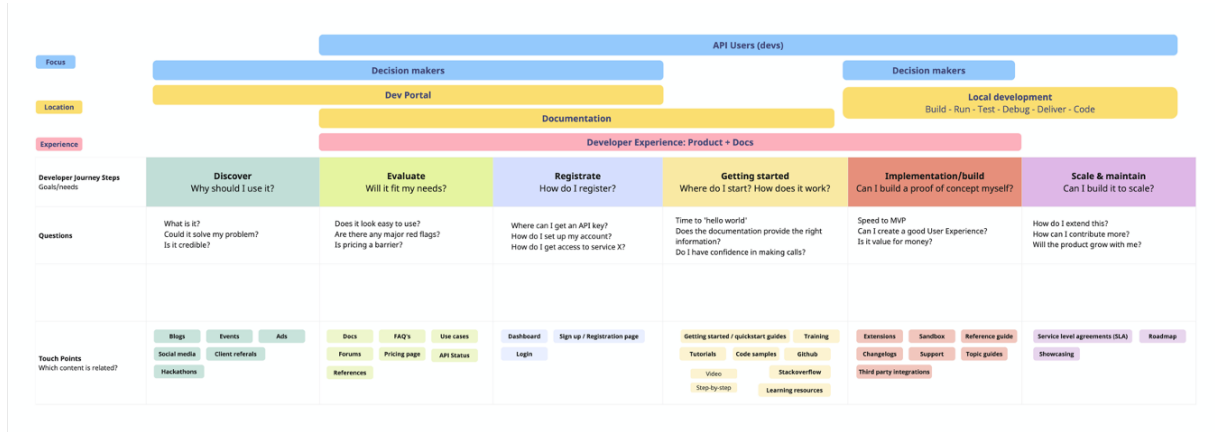 API Users (devs)
Focus
Decision makers
Decision makers
Dev Portal
Location
Local development
Build - Run - Test - Debug - Deliver - Code
Documentation
Experience
Developer Experience: Product + Docs
Developer Journey Steps
Goals/needs
Discover
Why should I use it?
Evaluate
Will it fit my needs?
Registrate
How do I register?
Getting started
Where do I start? How does it work?
Implementation/build
Can I build a proof of concept myself?
Scale & maintain
Can I build it to scale?
Questions
What is it?
Could it solve my problem?
Is it credible?
Does it look easy to use?
Are there any major red flags?
Is pricing a barrier?
Where can I get an API key?
How do I set up my account?
How do I get access to service X?
Time to 'hello world'
Does the documentation provide the right
information?
Do I have confidence in making calls?
Speed to MVP
Can I create a good User Experience?
Is it value for money?
How do I extend this?
How can I contribute more?
Will the product grow with me?
Touch Points
Which content is related?
Blogs
Events
Ads
Social media
Client referals
Hackathons
Docs
FAQ's
Use cases
Forums
Pricing page
API Status
References
Dashboard
Sign up / Registration page
Login
Getting started / quickstart guides
Training
Tutorials
Code samples
Github
Video
Stackoverflow
Step-by-step
Learning resources
Extensions
Sandbox
Reference guide
Changelogs
Support
Topic guides
Third party integrations
Service level agreements (SLA)
Roadmap
Showcasing